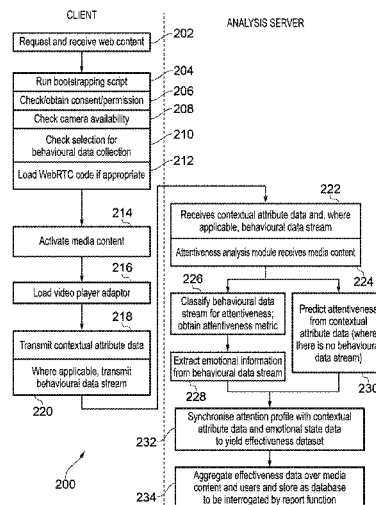 CLIENT
Request and receive web content
202
Run bootstrapping script
204
Check/obtain consent/permission
206
Check camera availability
208
Check selection for
behavioural data collection
210
Load WebRTC code if appropriate
212
214
Activate media content
216
Load video player adaptor
218
Transmit contextual attribute data
Where applicable, transmit
behavioural data stream
220
200
ANALYSIS SERVER
222
Receives contextual attribute data and, where
applicable, behavioural data stream
Attentiveness analysis module receives media content
224
226
Classify behavioural data
stream for attentiveness;
obtain attentiveness metric
Extract emotional information
from behavioural data stream
228
Predict attentiveness
from contextual
attribute data (where
there is no behavioural
data stream)
230
Synchronise attention profile with contextual
attribute data and emotional state data
to yield effectiveness dataset
232
Aggregate effectiveness data over media
content and users and store as database
to be interrogated by report function
234